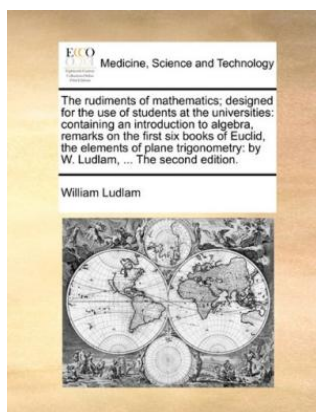 ECCO
Medicine, Science and Technology
The rudiments of mathematics; designed
for the use of students at the universities:
containing an introduction to algebra,
remarks on the first six books of Euclid,
the elements of plane trigonometry: by
W. Ludlam, ... The second edition.
William Ludlam